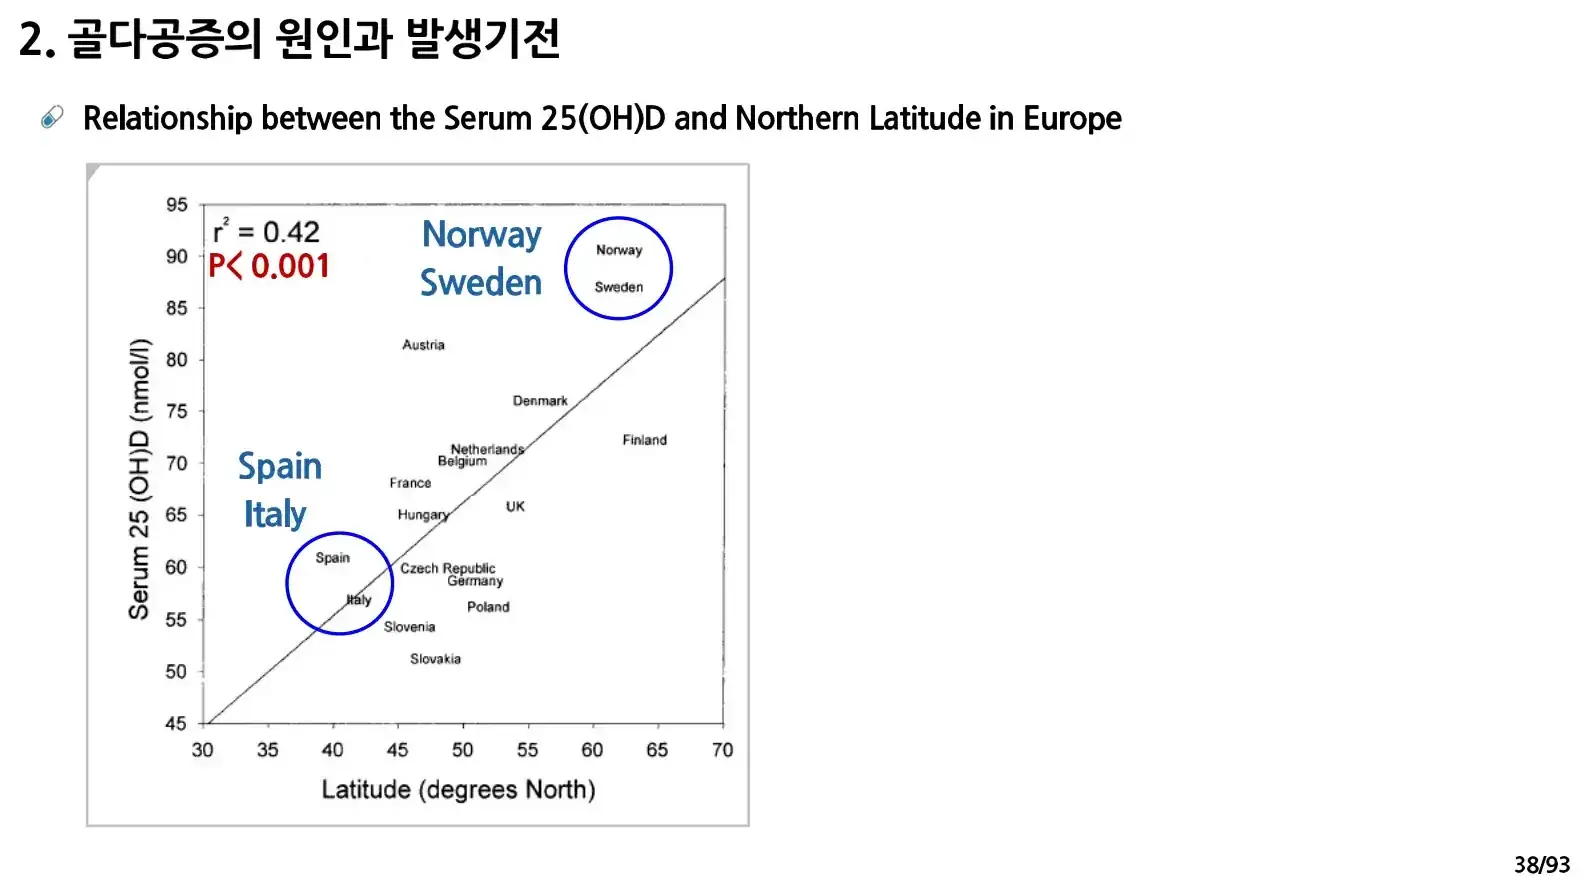 2. 골다공증의 원인과 발생기전
Relationship between the Serum 25(OH)D and Northern Latitude in Europe
95
90
85
80
75
70
65
60
55
50
45
Serum 25 (OH)D (nmol/l)
r² = 0.42
P< 0.001
Norway
Sweden
Norway
Sweden
Austria
Denmark
Finland
Netherlands
Belgium
Spain
Italy
France
UK
Hungary
Spain
Italy
Czech Republic
Germany
Poland
Slovenia
Slovakia
30 35 40 45 50 55 60 65 70
Latitude (degrees North)
38/93